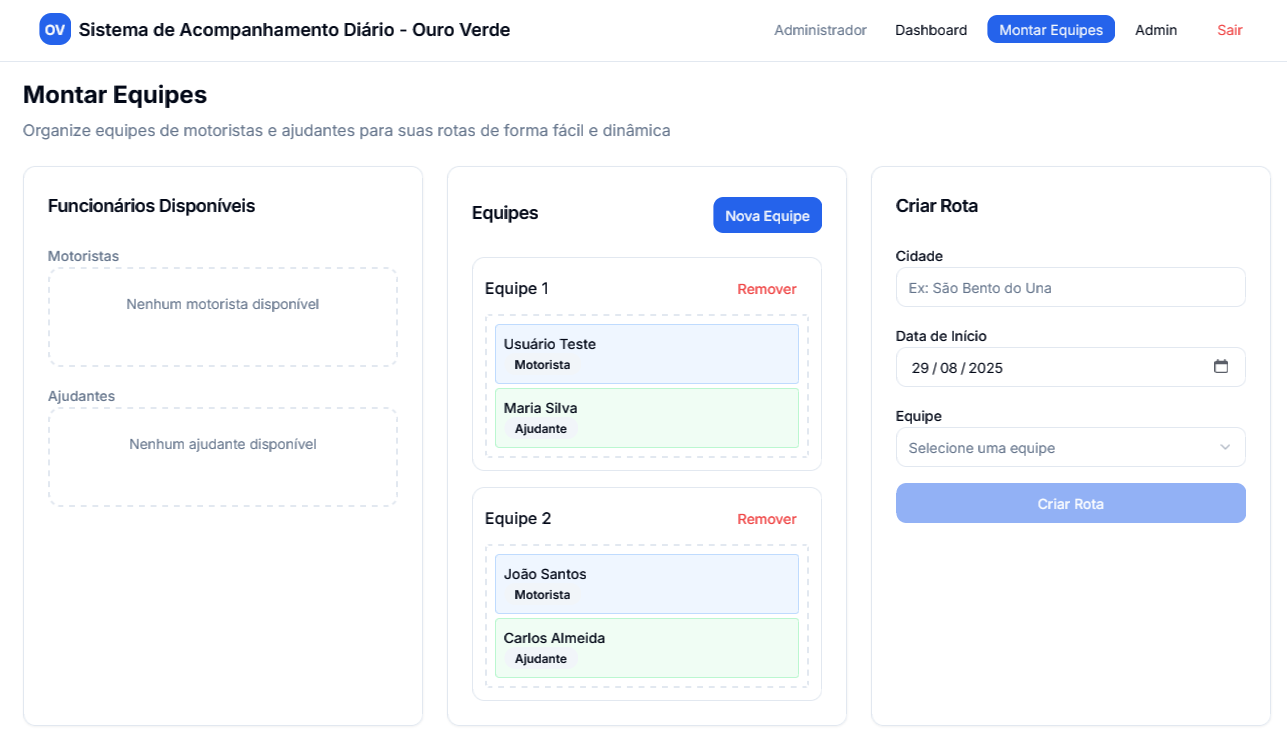 OV Sistema de Acompanhamento Diário - Ouro Verde
Administrador Dashboard Montar Equipes Admin Sair
Montar Equipes
Organize equipes de motoristas e ajudantes para suas rotas de forma fácil e dinâmica
Funcionários Disponíveis
Motoristas
Nenhum motorista disponível
Ajudantes
Nenhum ajudante disponível
Equipes
Nova Equipe
Equipe 1
Remover
Usuário Teste
Motorista
Maria Silva
Ajudante
Equipe 2
Remover
João Santos
Motorista
Carlos Almeida
Ajudante
Criar Rota
Cidade
Ex: São Bento do Una
Data de Início
29 / 08 / 2025
Equipe
Selecione uma equipe
Criar Rota